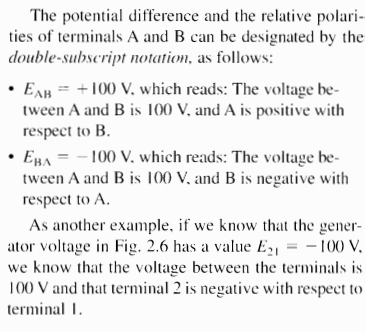 The potential difference and the relative polari-
ties of terminals A and B can be designated by the
double-subscript notation, as follows:
• E_AB = +100 V, which reads: The voltage be-
tween A and B is 100 V, and A is positive with
respect to B.
• E_BA = −100 V, which reads: The voltage be-
tween A and B is 100 V, and B is negative with
respect to A.
As another example, if we know that the gener-
ator voltage in Fig. 2.6 has a value E_21 = −100 V,
we know that the voltage between the terminals is
100 V and that terminal 2 is negative with respect to
terminal 1.